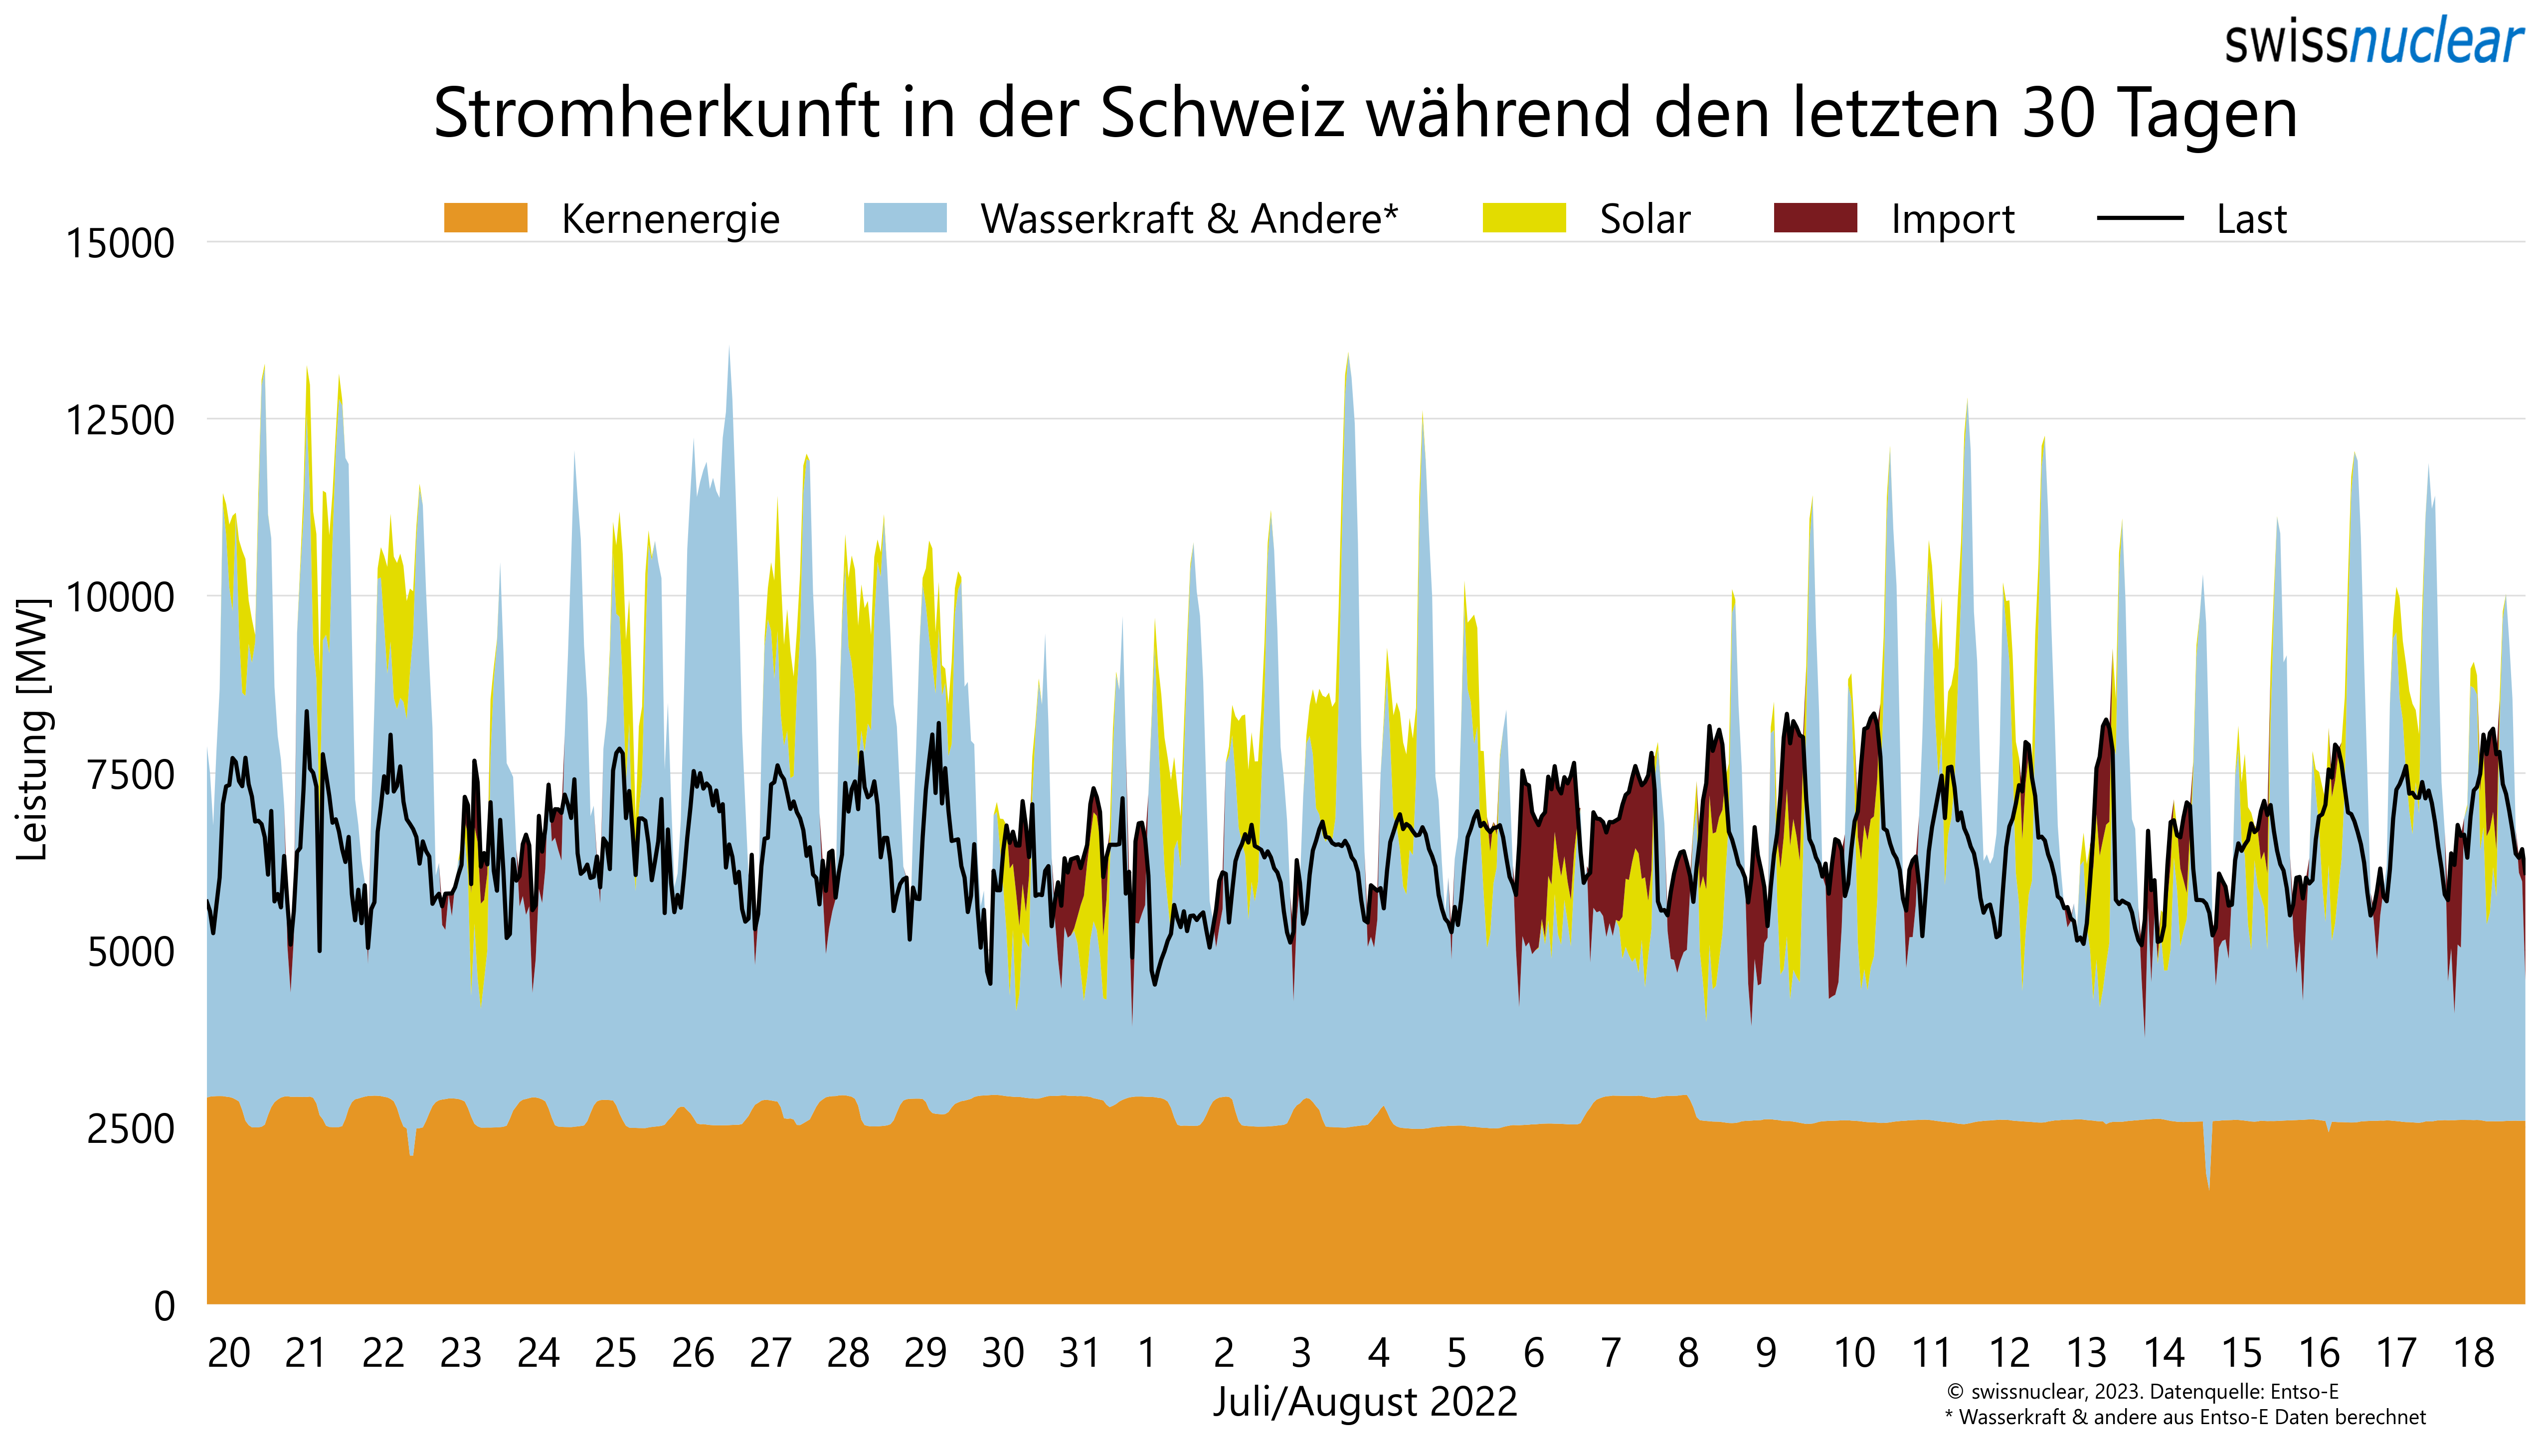 swissnuclear
Stromherkunft in der Schweiz während den letzten 30 Tagen
Kernenergie Wasserkraft & Andere* Solar Import Last
15000
12500
10000
7500
5000
2500
0
Leistung [MW]
20 21 22 23 24 25 26 27 28 29 30 31 1 2 3 4 5 6 7 8 9 10 11 12 13 14 15 16 17 18
Juli/August 2022
© swissnuclear, 2023. Datenquelle: Entso-E
* Wasserkraft & andere aus Entso-E Daten berechnet